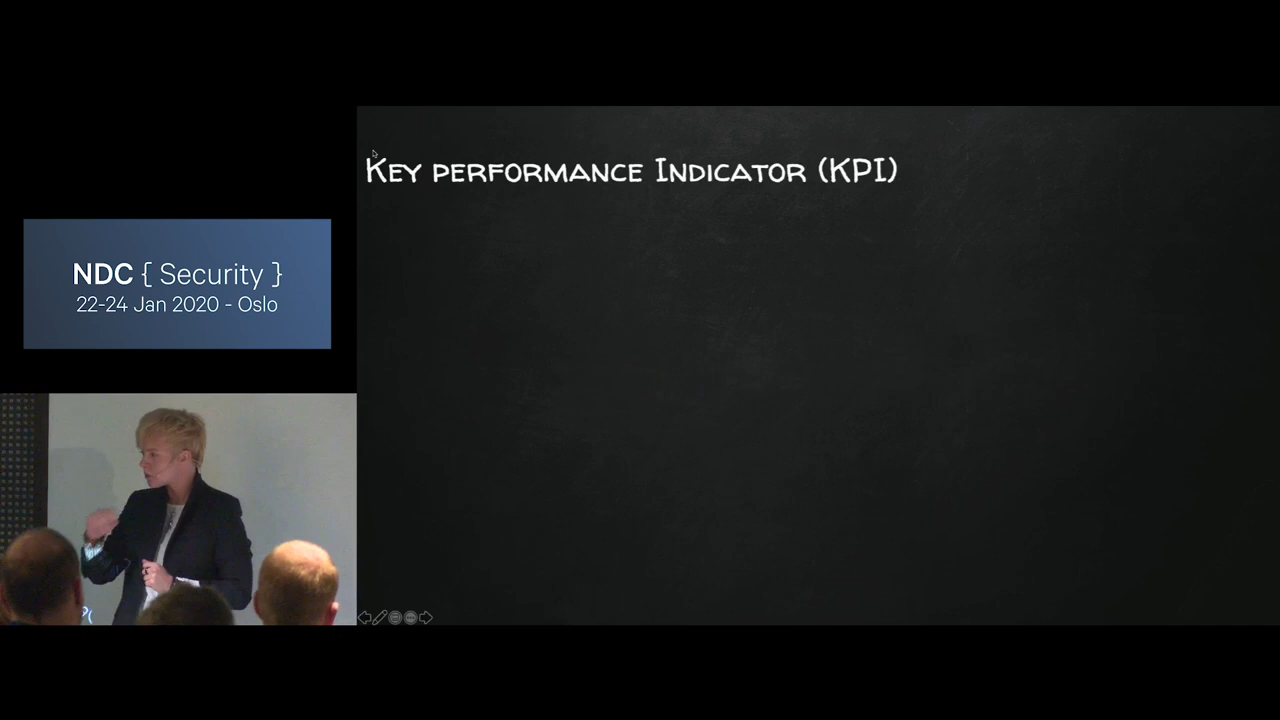 Key performance Indicator (KPI)
NDC { Security }
22-24 Jan 2020 - Oslo